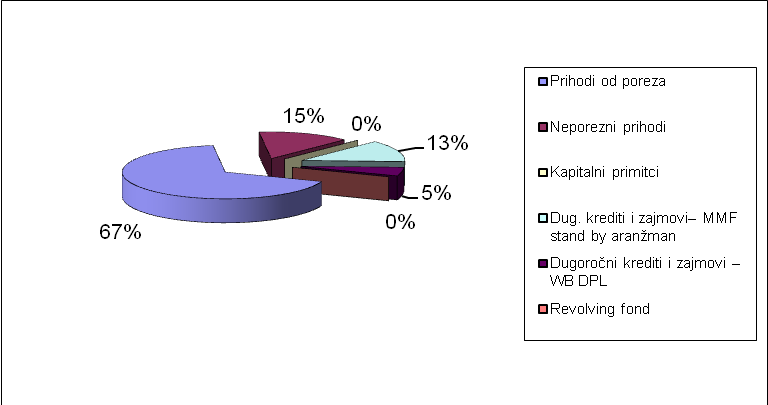 15%
0%
13%
5%
0%
67%
Prihodi od poreza
Neporezni prihodi
Kapitalni primitci
Dug. krediti i zajmovi– MMF
stand by aranžman
Dugoročni krediti i zajmovi –
WB DPL
Revolving fond